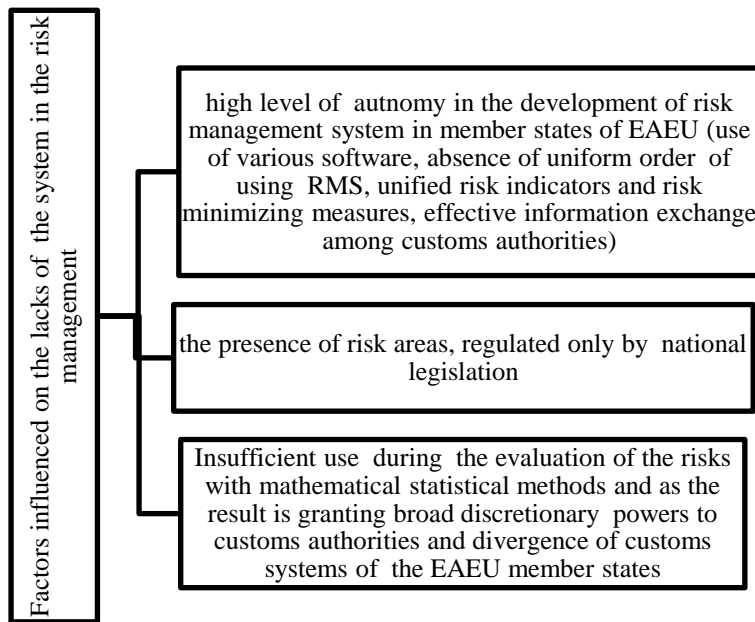 Factors influenced on the lacks of the system in the risk
management
high level of autnomy in the development of risk
management system in member states of EAEU (use
of various software, absence of uniform order of
using RMS, unified risk indicators and risk
minimizing measures, effective information exchange
among customs authorities)
the presence of risk areas, regulated only by national
legislation
Insufficient use during the evaluation of the risks
with mathematical statistical methods and as the
result is granting broad discretionary powers to
customs authorities and divergence of customs
systems of the EAEU member states